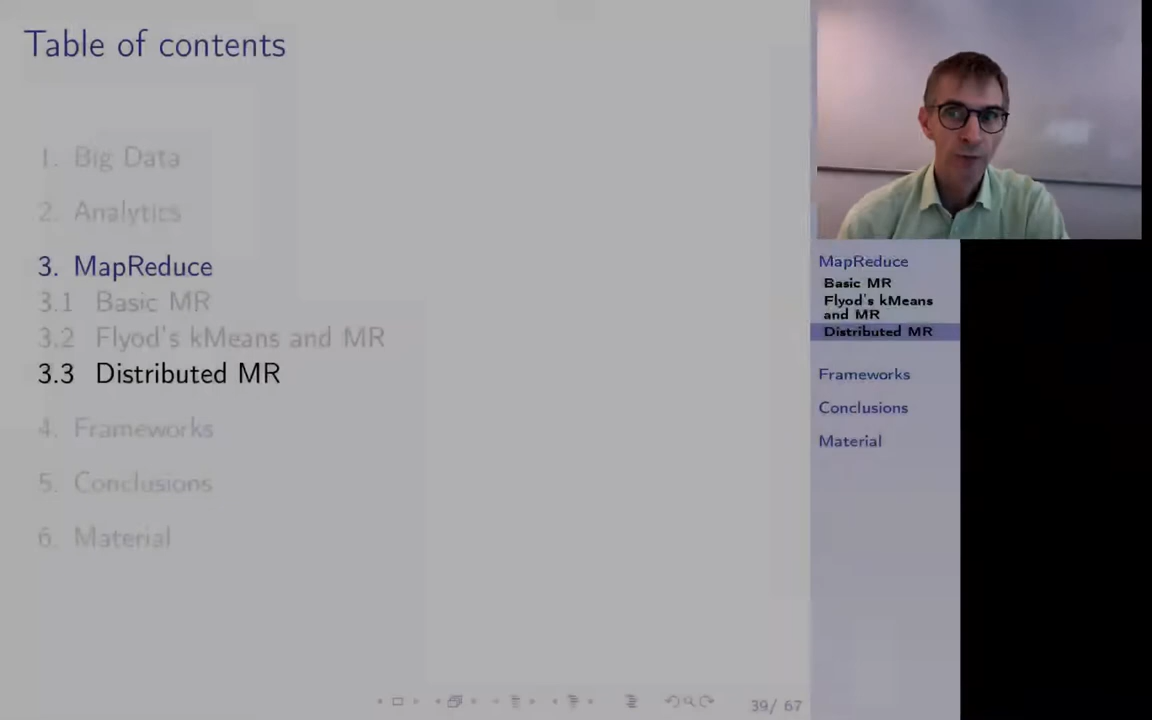 Table of contents
1. Big Data
2. Analytics
3. MapReduce
3.1 Basic MR
3.2 Flyod's kMeans and MR
3.3 Distributed MR
4. Frameworks
5. Conclusions
6. Material
39/ 67
MapReduce
Basic MR
Flyod's kMeans
and MR
Distributed MR
Frameworks
Conclusions
Material